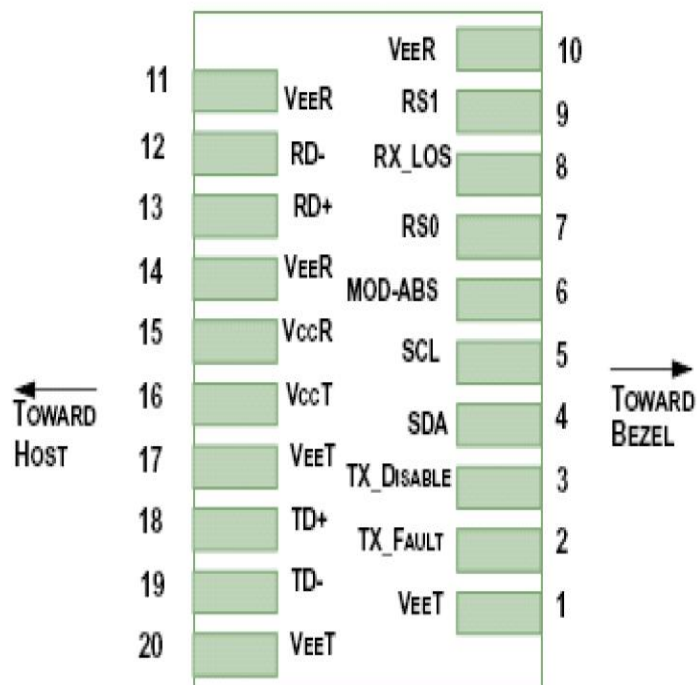 11 VEER
12 RD-
13 RD+
14 VEER
15 VCCR
16 VCCT
17 VEET
18 TD+
19 TD-
20 VEET
VEER 10
RS1 9
RX_LOS 8
RS0 7
MOD-ABS 6
SCL 5
SDA 4
TX_DISABLE 3
TX_FAULT 2
VEET 1
TOWARD
HOST
TOWARD
BEZEL